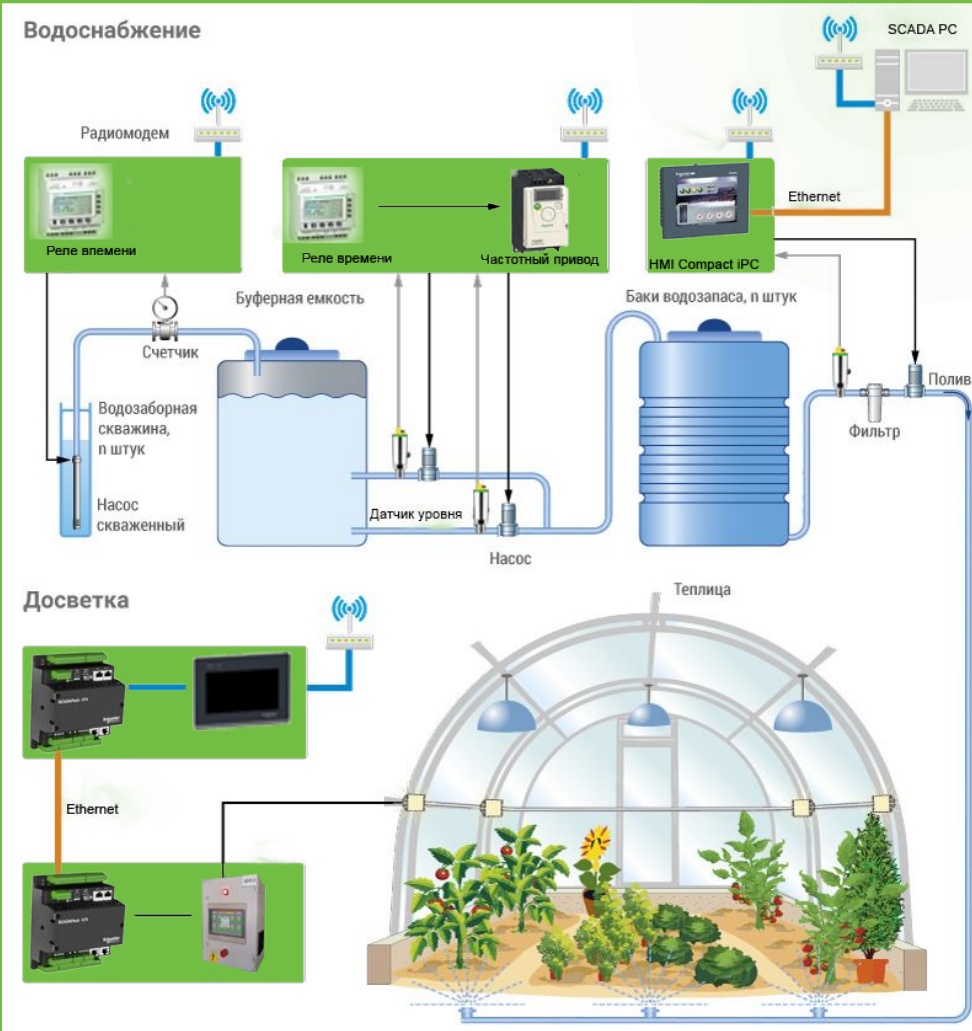 Водоснабжение
SCADA PC
Радиомодем
Ethernet
Реле впемени
Реле времени
Частотный привод
HMI Compact iPC
Буферная емкость
Баки водозапаса, n штук
Счетчик
Полив
Водозаборная
скважина,
n штук
Фильтр
Насос
скваженный
Датчик уровня
Насос
Досветка
Теплица
Ethernet